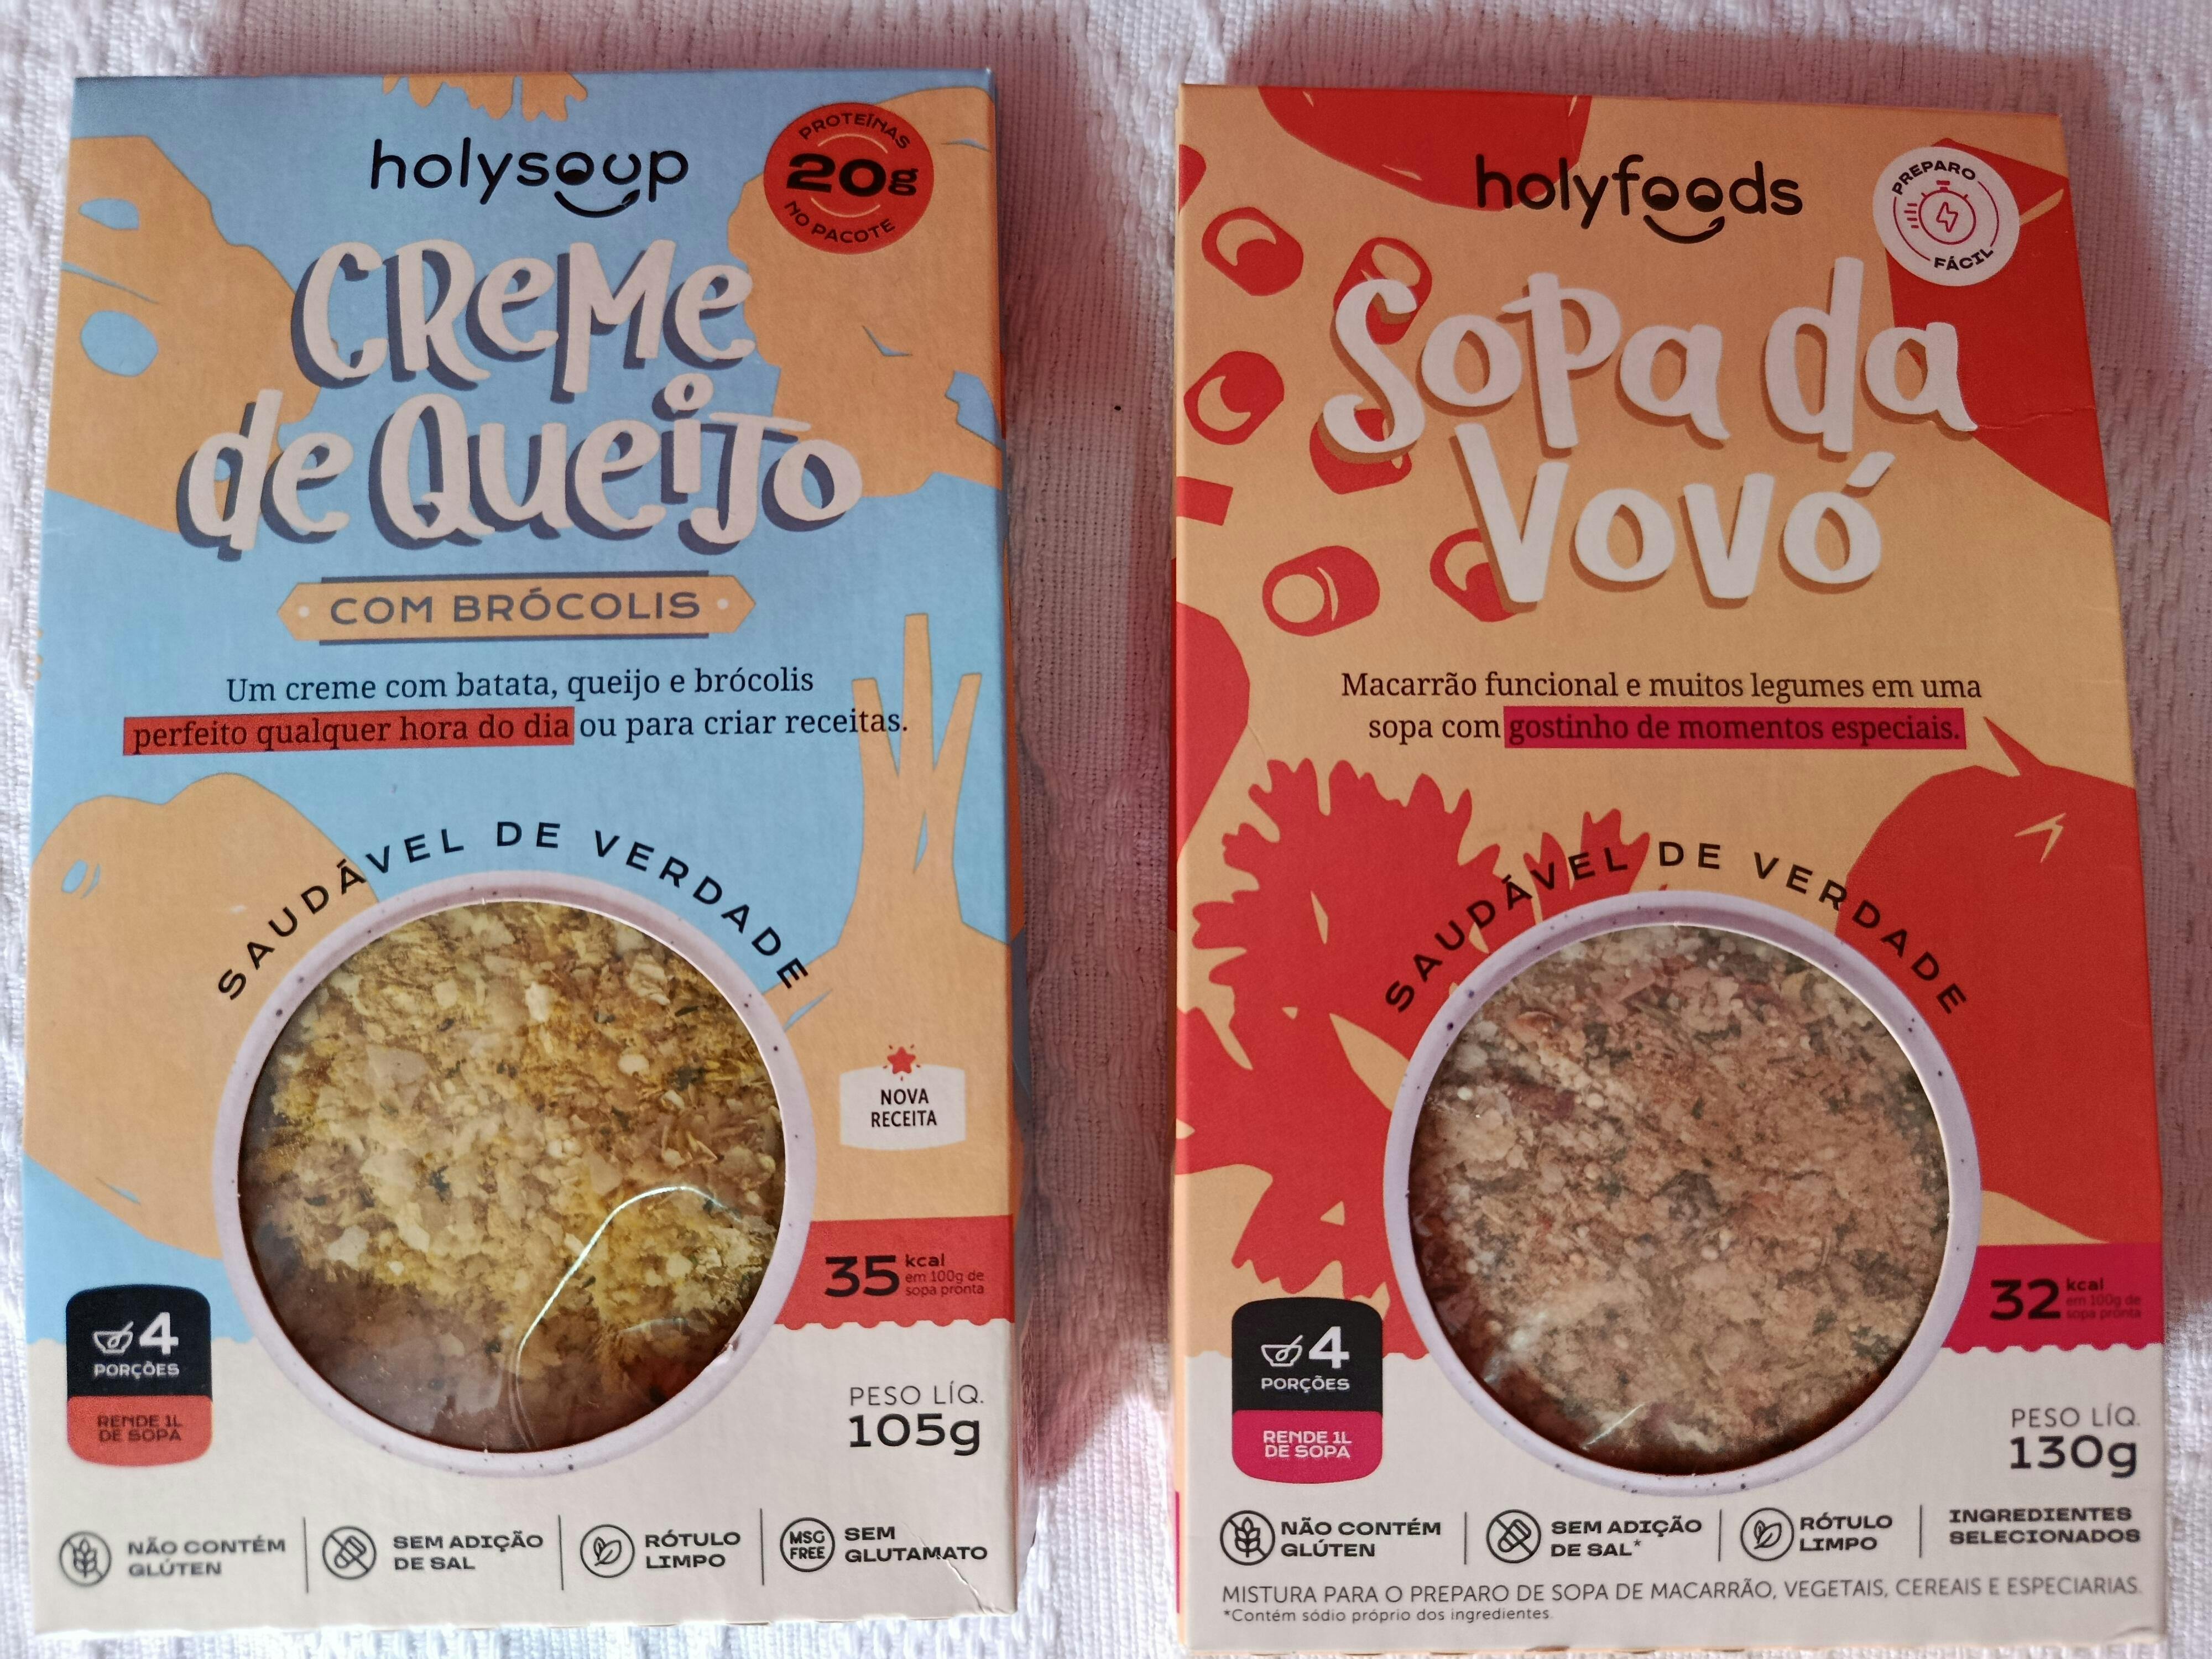 holysoup
PROTEÍNAS
20g
NO PACOTE
CReMe
de QueiJo
COM BRÓCOLIS
Um creme com batata, queijo e brócolis
perfeito qualquer hora do dia ou para criar receitas.
SAUDÁVEL DE VERDADE
NOVA
RECEITA
35 kcal
em 100g de
sopa pronta
4
PORÇÕES
RENDE 1L
DE SOPA
PESO LÍQ.
105g
NÃO CONTÉM
GLÚTEN
SEM ADIÇÃO
DE SAL
RÓTULO
LIMPO
MSG
FREE
SEM
GLUTAMATO
holyfoods
PREPARO
FÁCIL
SoPa da
Vovó
Macarrão funcional e muitos legumes em uma
sopa com gostinho de momentos especiais.
SAUDÁVEL DE VERDADE
32 kcal
em 100g de
sopa pronta
4
PORÇÕES
RENDE 1L
DE SOPA
PESO LÍQ.
130g
NÃO CONTÉM
GLÚTEN
SEM ADIÇÃO
DE SAL*
RÓTULO
LIMPO
INGREDIENTES
SELECIONADOS
MISTURA PARA O PREPARO DE SOPA DE MACARRÃO, VEGETAIS, CEREAIS E ESPECIARIAS.
*Contém sódio próprio dos ingredientes.